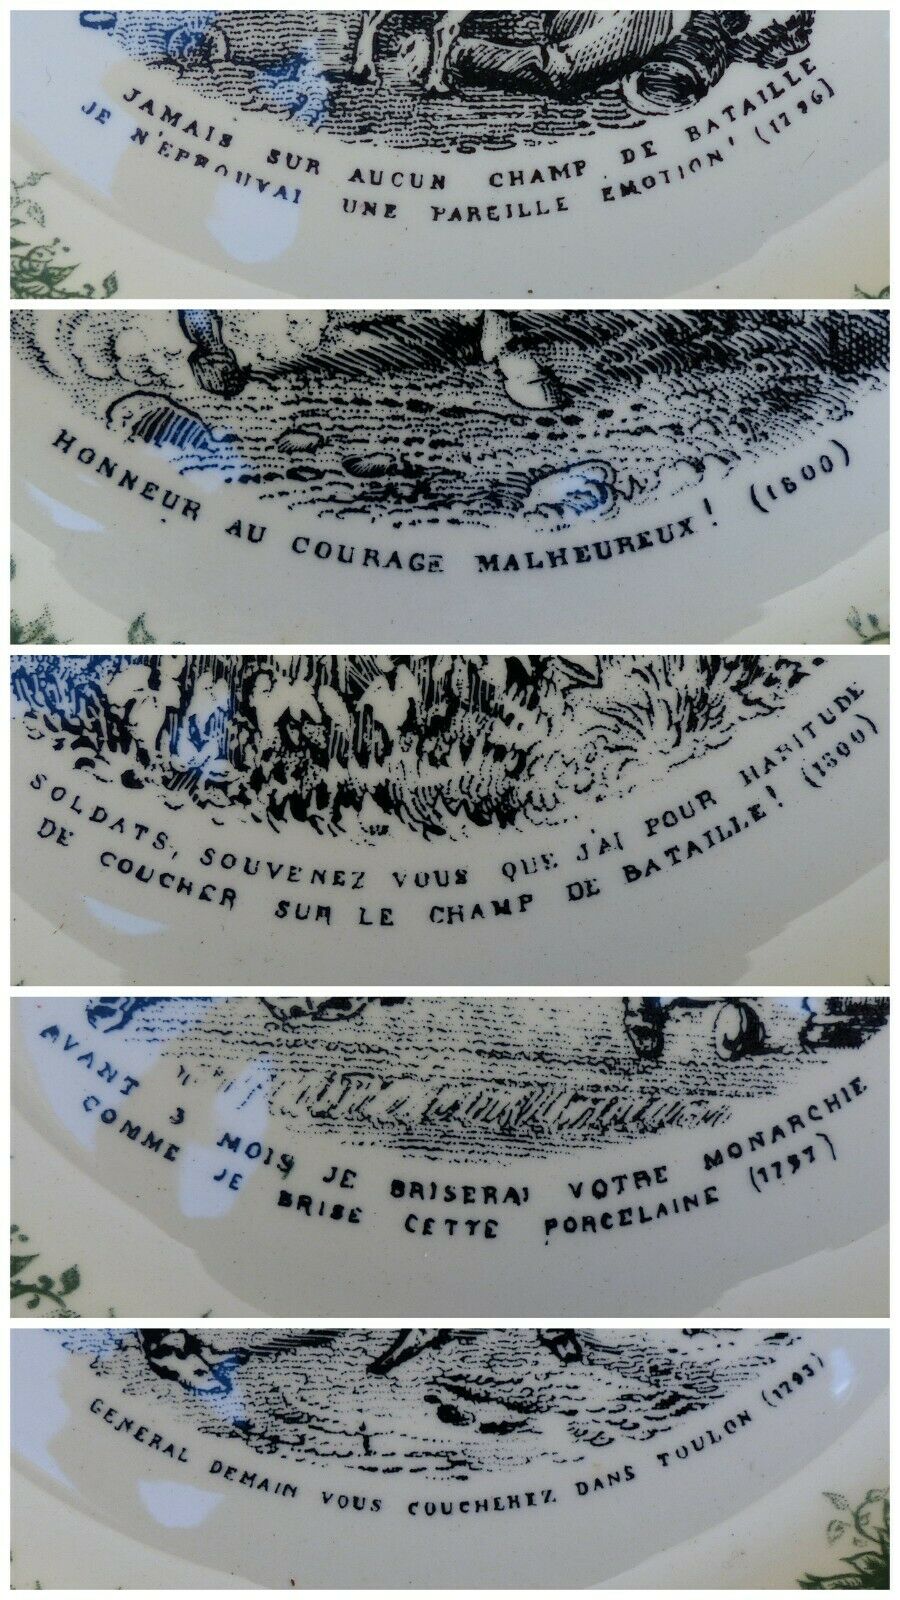 JAMAIS SUR AUCUN CHAMP DE BATAILLE
JE N'EPROUVAI UNE PAREILLE EMOTION! (1796)
HONNEUR AU COURAGE MALHEUREUX! (1800)
SOLDATS, SOUVENEZ VOUS QUE J'AI POUR HABITUDE
DE COUCHER SUR LE CHAMP DE BATAILLE! (1800)
AVANT 3 MOIS JE BRISERAI VOTRE MONARCHIE
COMME JE BRISE CETTE PORCELAINE (1797)
GENERAL DEMAIN VOUS COUCHEREZ DANS TOULON (1793)